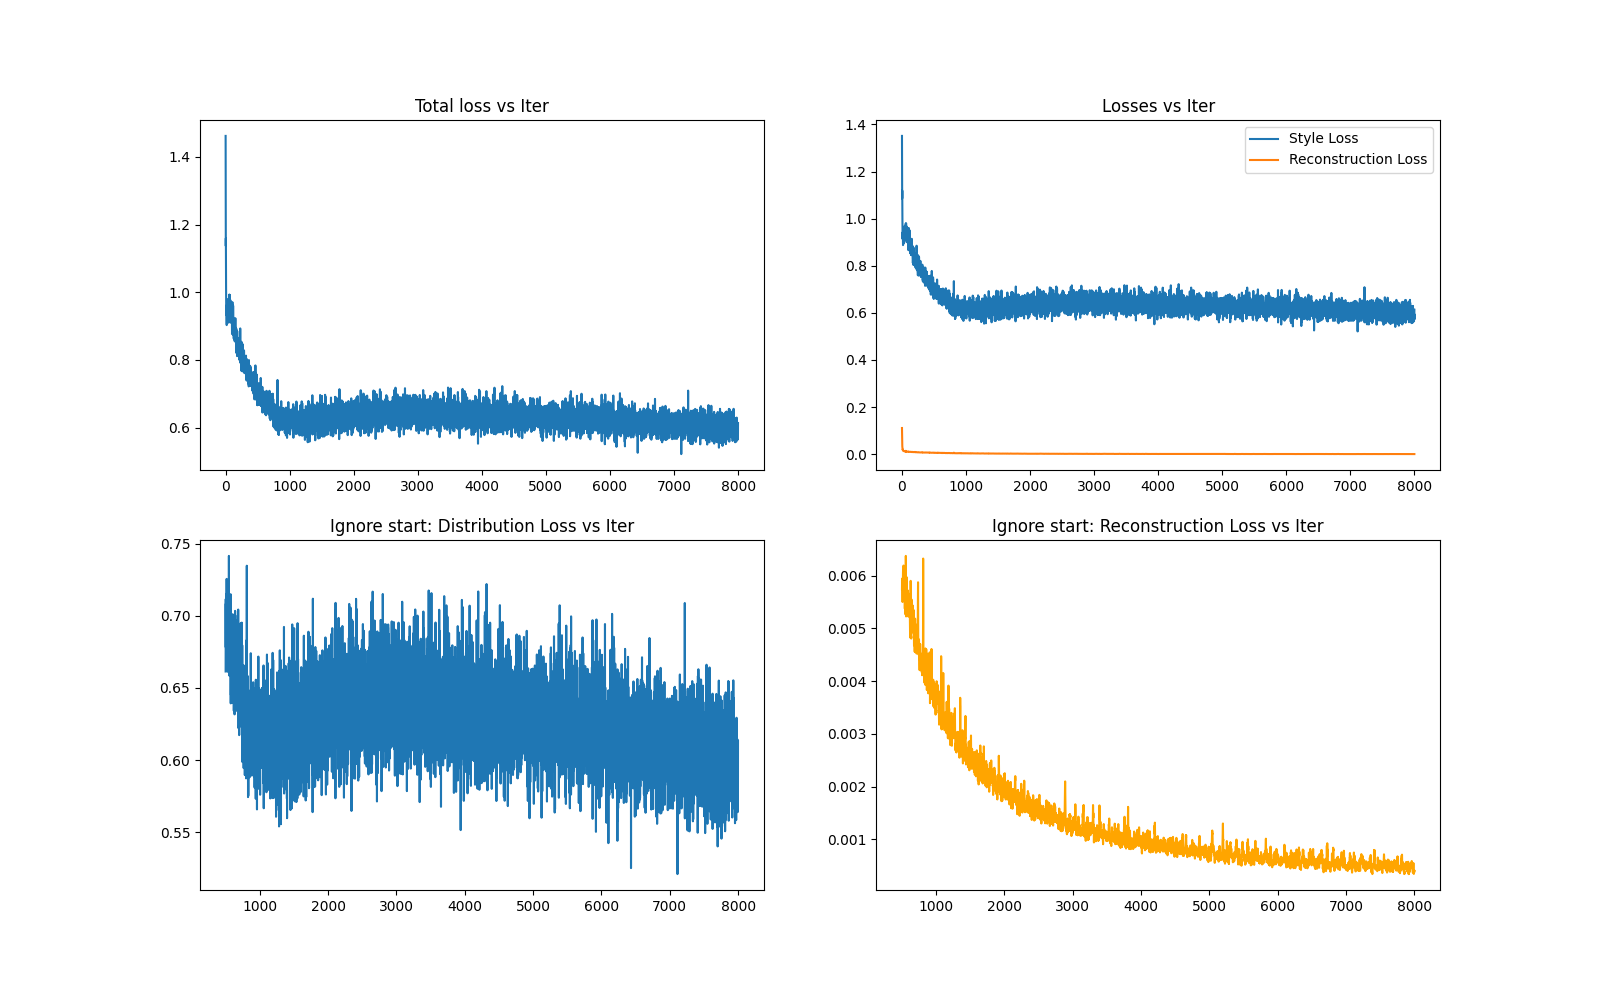 Total loss vs Iter
1.4
1.2
1.0
0.8
0.6
0 1000 2000 3000 4000 5000 6000 7000 8000
Losses vs Iter
1.4
1.2
1.0
0.8
0.6
0.4
0.2
0.0
Style Loss
Reconstruction Loss
0 1000 2000 3000 4000 5000 6000 7000 8000
Ignore start: Distribution Loss vs Iter
0.75
0.70
0.65
0.60
0.55
1000 2000 3000 4000 5000 6000 7000 8000
Ignore start: Reconstruction Loss vs Iter
0.006
0.005
0.004
0.003
0.002
0.001
1000 2000 3000 4000 5000 6000 7000 8000